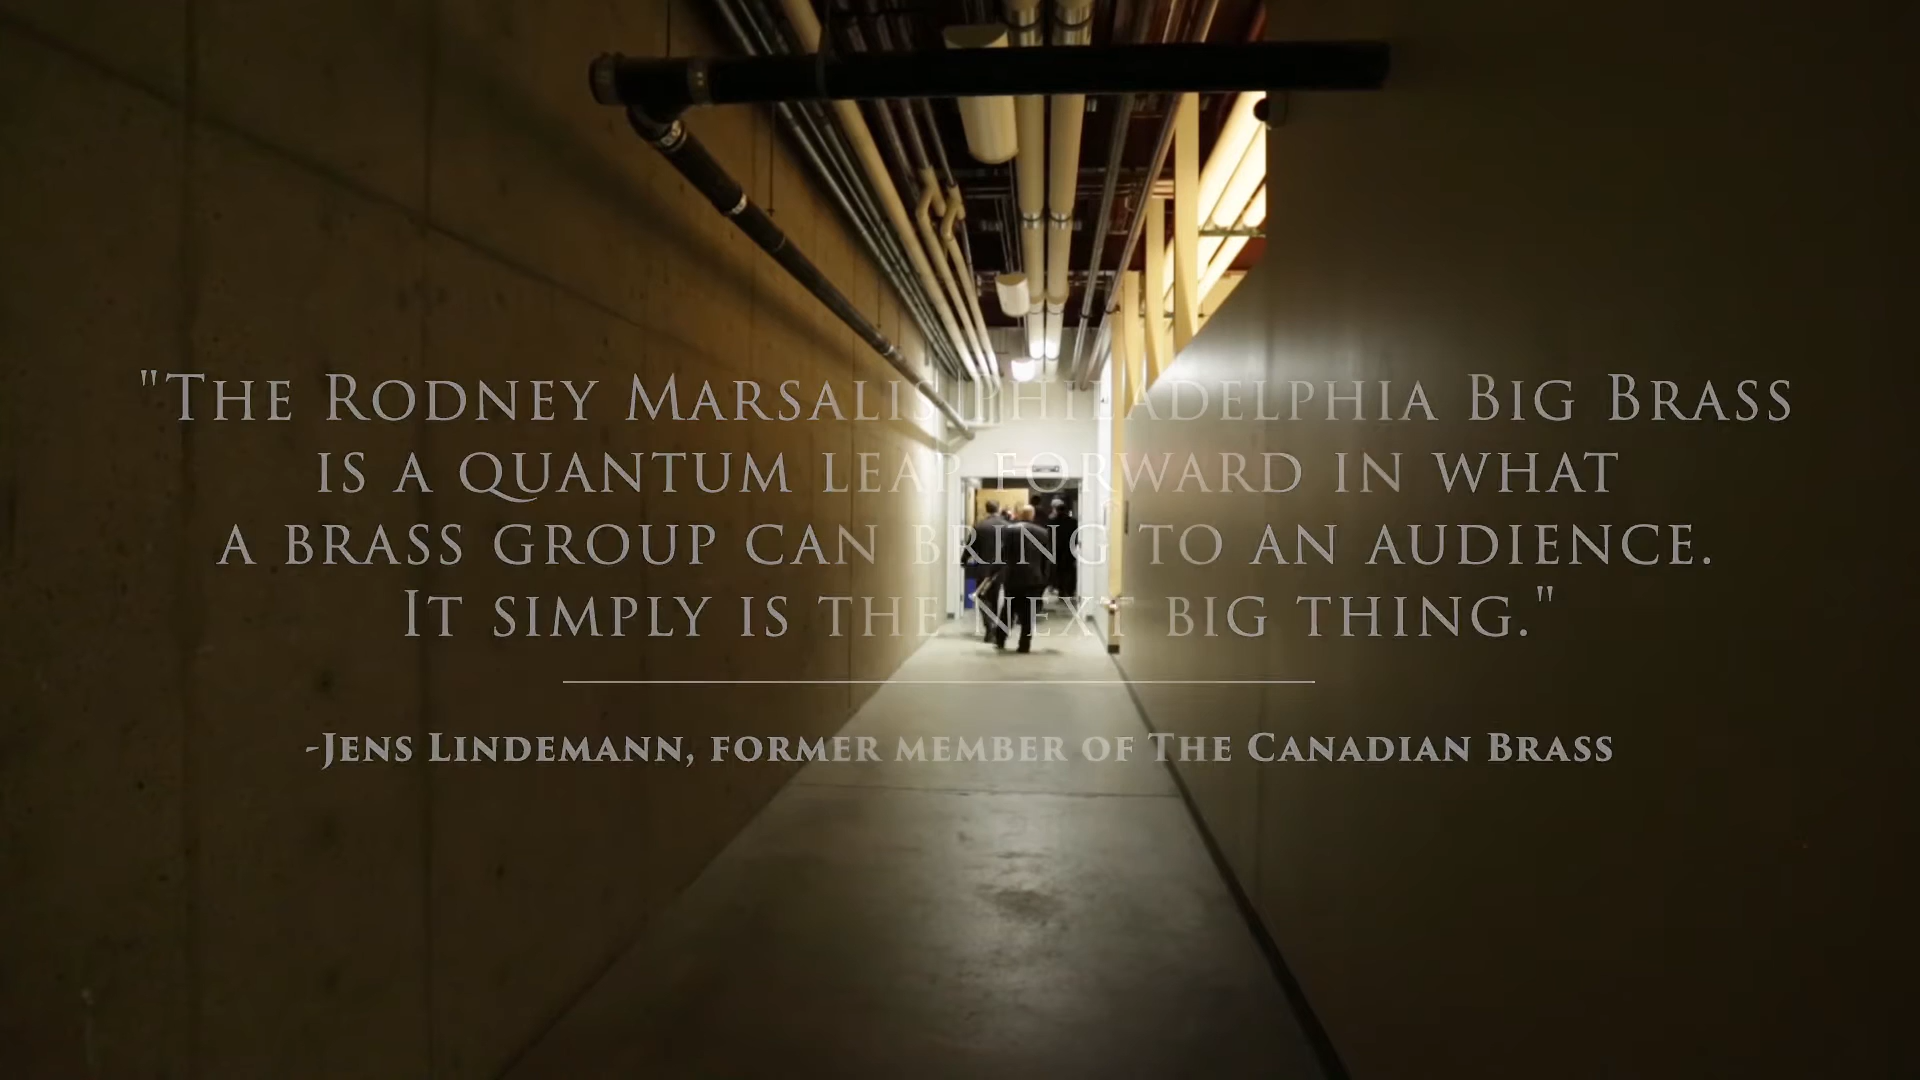 "The Rodney Marsalis Philadelphia Big Brass
is a quantum leap forward in what
a brass group can bring to an audience.
It simply is the next big thing."
-Jens Lindemann, former member of The Canadian Brass